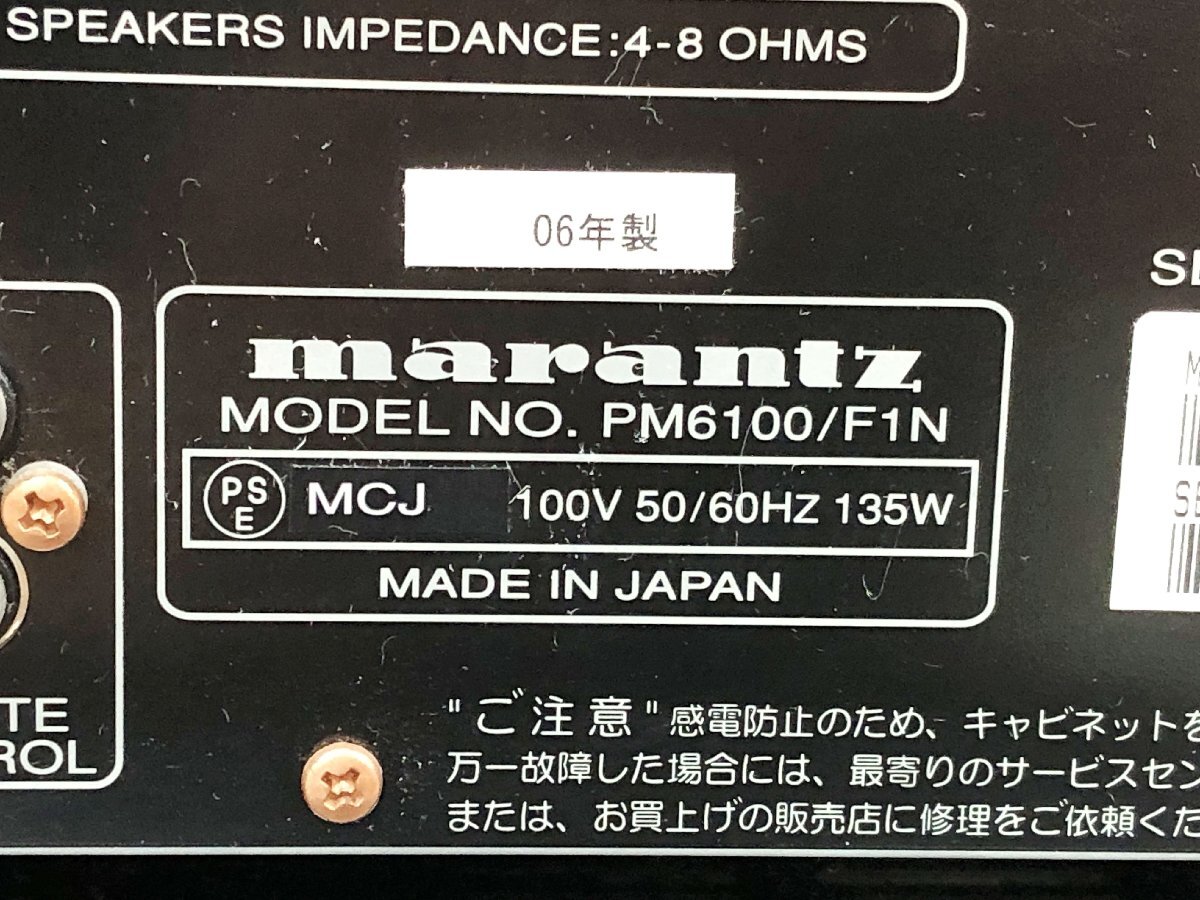 SPEAKERS IMPEDANCE:4-8 OHMS
06年製
marantz
MODEL NO. PM6100/F1N
PSE MCJ 100V 50/60HZ 135W
MADE IN JAPAN
"ご注意"感電防止のため、キャビネットを
万一故障した場合には、最寄りのサービスセン
または、お買上げの販売店に修理をご依頼くだ